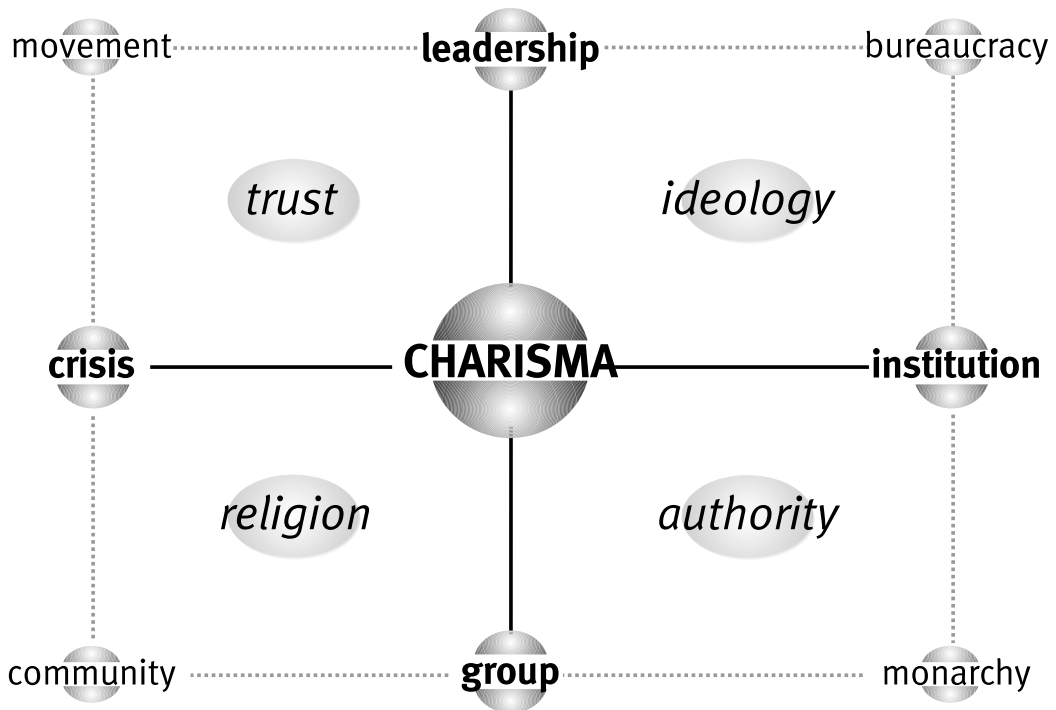 movement
leadership
bureaucracy
trust
ideology
crisis
CHARISMA
institution
religion
authority
community
group
monarchy